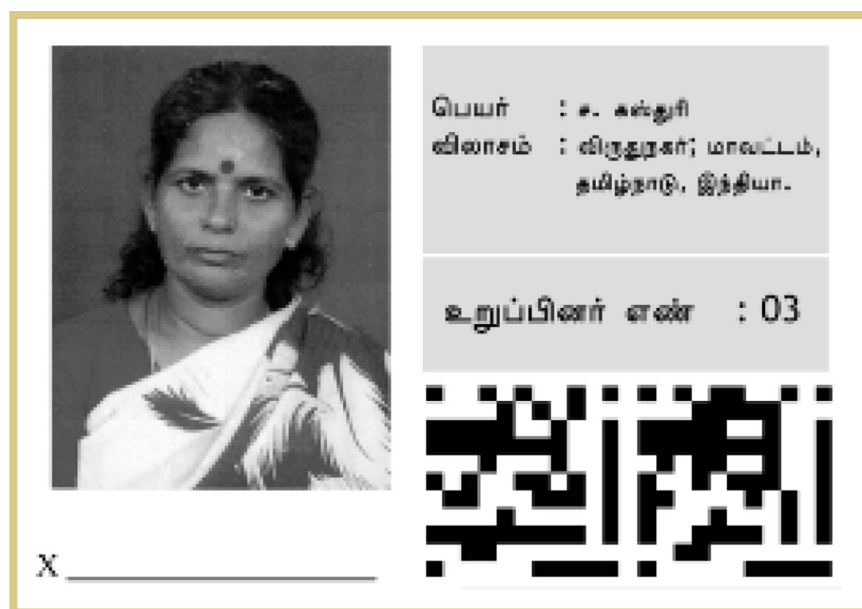 பெயர் : ச. கஸ்தூரி
விலாசம் : விருதுநகர்; மாவட்டம்,
தமிழ்நாடு, இந்தியா.
உறுப்பினர் எண் : 03
X